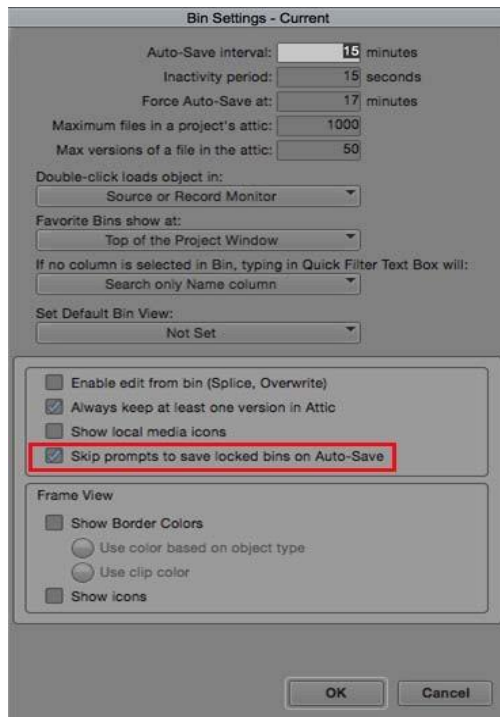 Bin Settings - Current
Auto-Save interval: 15 minutes
Inactivity period: 15 seconds
Force Auto-Save at: 17 minutes
Maximum files in a project's attic: 1000
Max versions of a file in the attic: 50
Double-click loads object in:
Source or Record Monitor
Favorite Bins show at:
Top of the Project Window
If no column is selected in Bin, typing in Quick Filter Text Box will:
Search only Name column
Set Default Bin View:
Not Set
Enable edit from bin (Splice, Overwrite)
Always keep at least one version in Attic
Show local media icons
Skip prompts to save locked bins on Auto-Save
Frame View
Show Border Colors
Use color based on object type
Use clip color
Show icons
OK Cancel